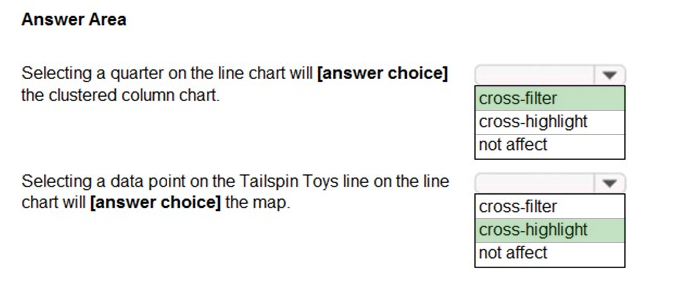 Answer Area
Selecting a quarter on the line chart will [answer choice]
the clustered column chart.
cross-filter
cross-highlight
not affect
Selecting a data point on the Tailspin Toys line on the line
chart will [answer choice] the map.
cross-filter
cross-highlight
not affect